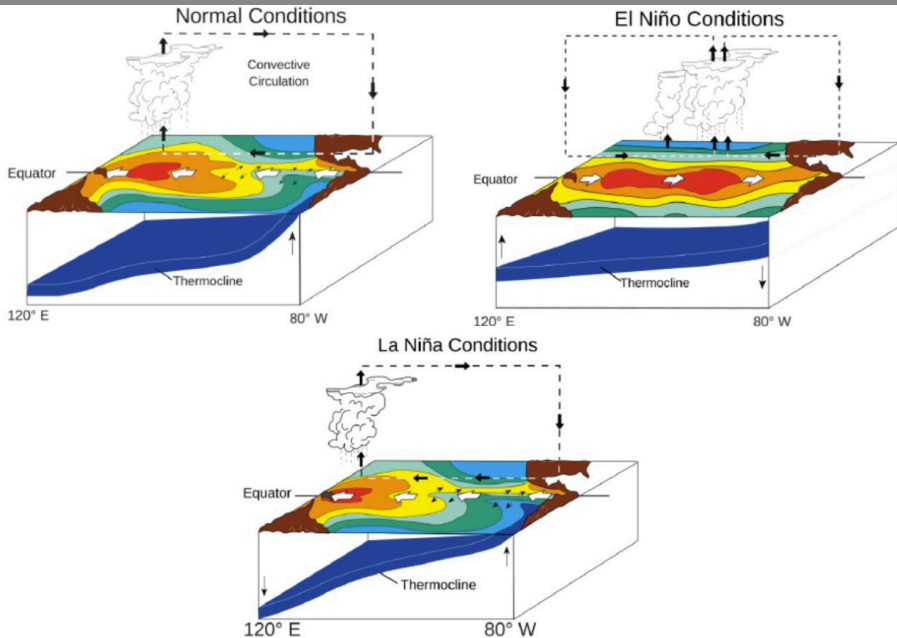 Normal Conditions
Convective
Circulation
Equator
Thermocline
120° E
80° W
El Niño Conditions
Equator
Thermocline
120° E
80° W
La Niña Conditions
Equator
Thermocline
120° E
80° W